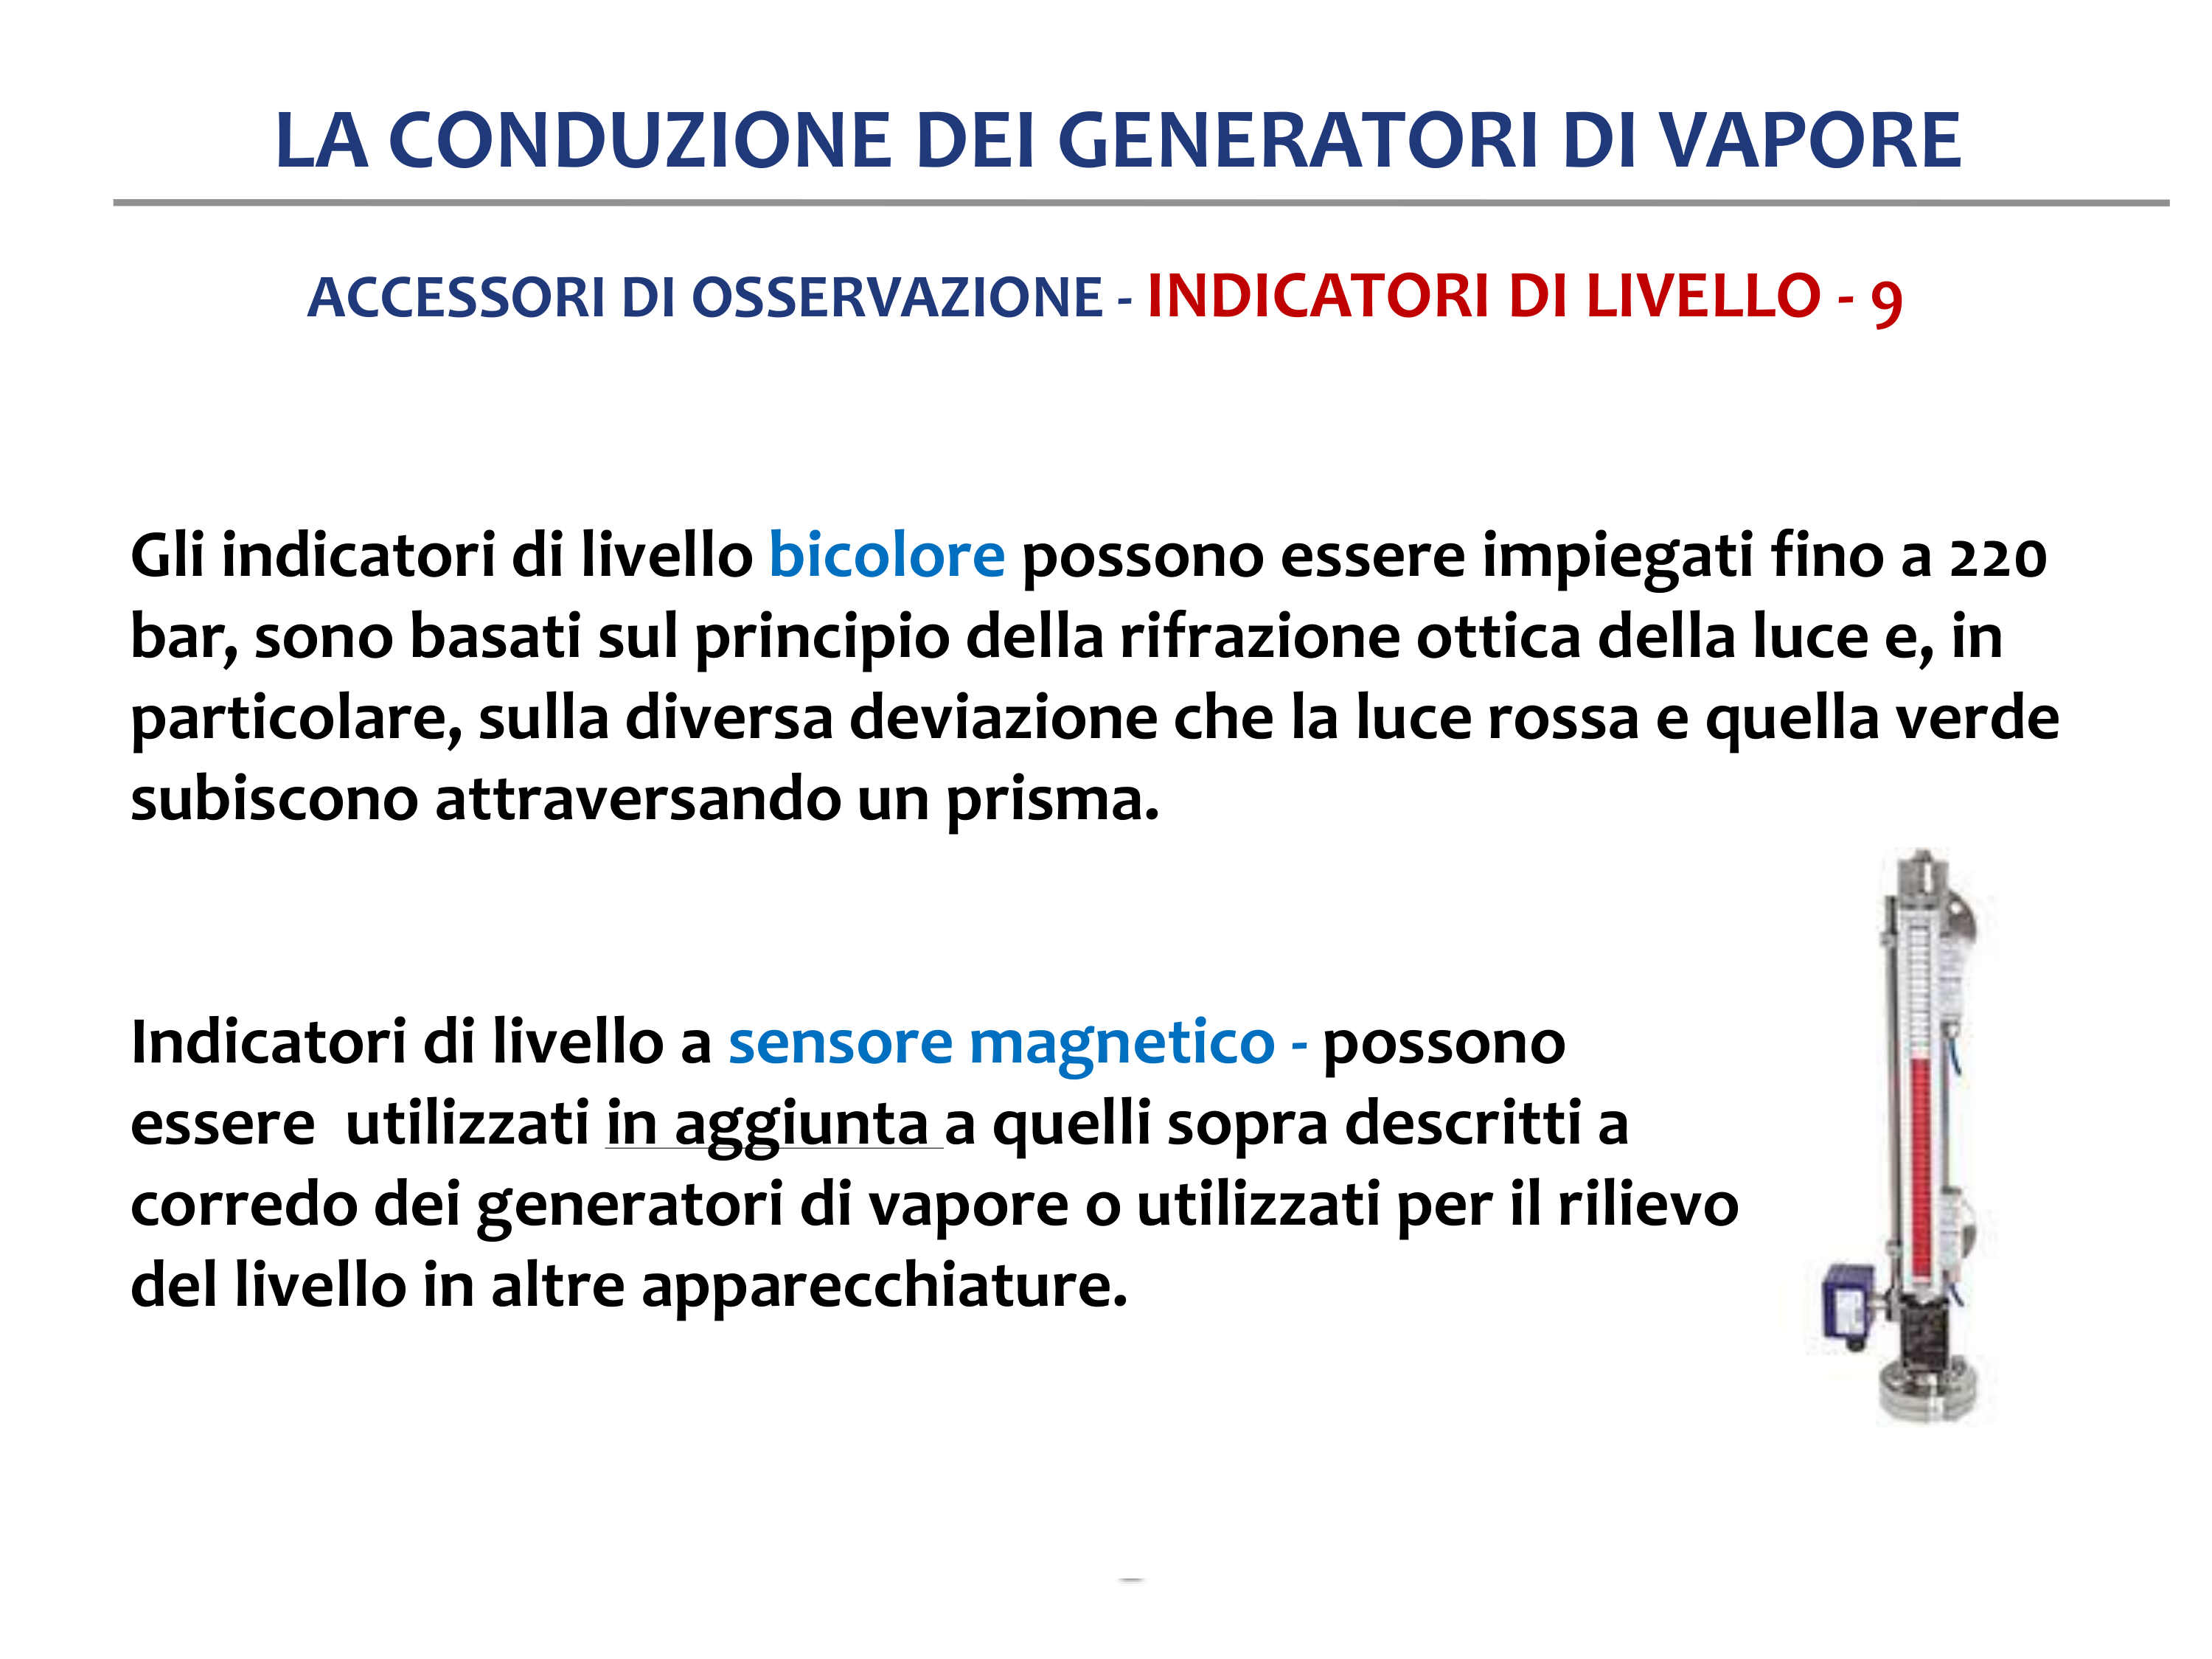 LA CONDUZIONE DEI GENERATORI DI VAPORE
ACCESSORI DI OSSERVAZIONE - INDICATORI DI LIVELLO - 9
Gli indicatori di livello bicolore possono essere impiegati fino a 220
bar, sono basati sul principio della rifrazione ottica della luce e, in
particolare, sulla diversa deviazione che la luce rossa e quella verde
subiscono attraversando un prisma.
Indicatori di livello a sensore magnetico - possono
essere  utilizzati in aggiunta a quelli sopra descritti a
corredo dei generatori di vapore o utilizzati per il rilievo
del livello in altre apparecchiature.